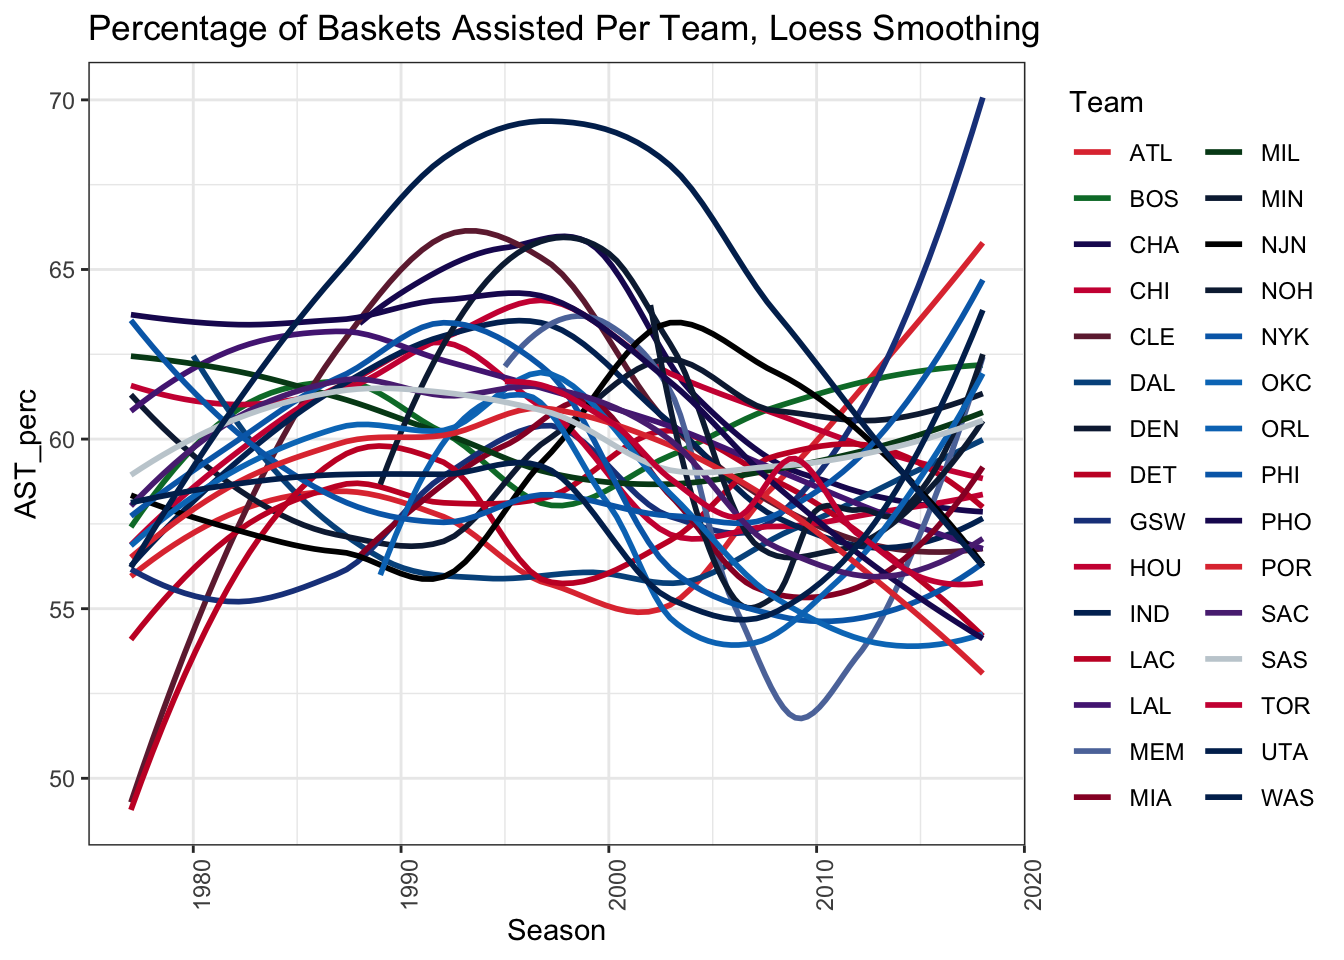 Percentage of Baskets Assisted Per Team, Loess Smoothing
AST_perc
70
65
60
55
50
1980
1990
2000
2010
2020
Season
Team
ATL
BOS
CHA
CHI
CLE
DAL
DEN
DET
GSW
HOU
IND
LAC
LAL
MEM
MIA
MIL
MIN
NJN
NOH
NYK
OKC
ORL
PHI
PHO
POR
SAC
SAS
TOR
UTA
WAS